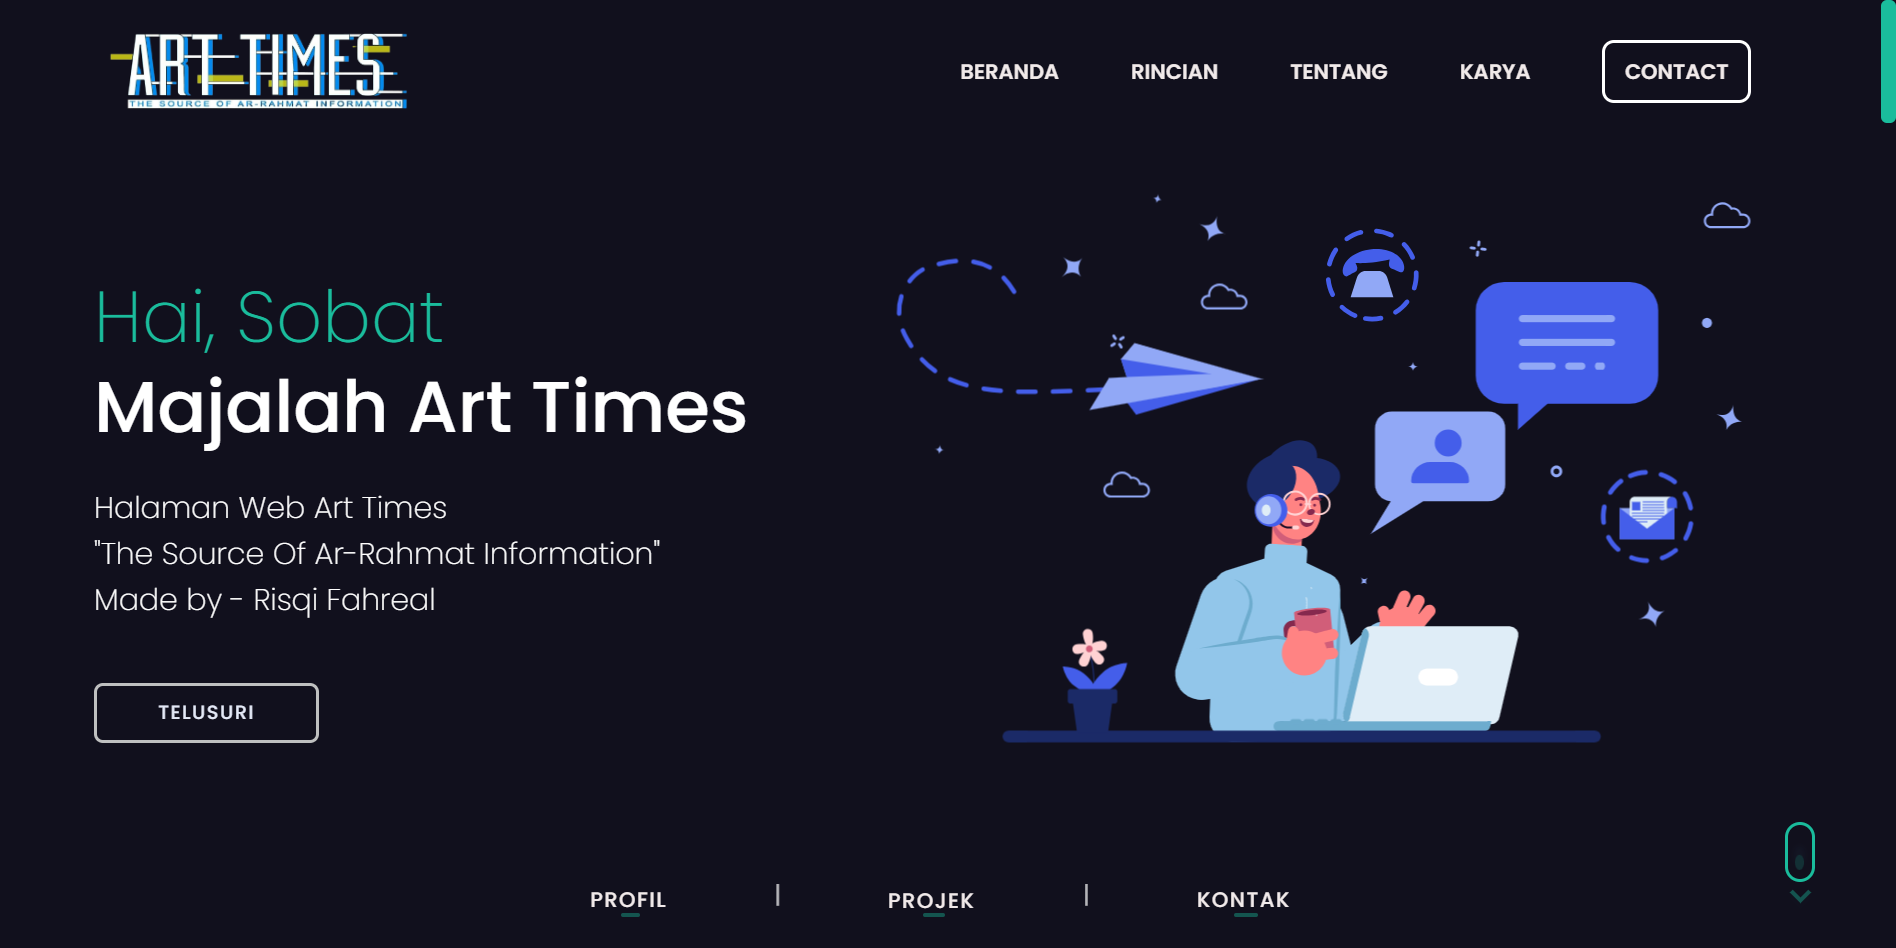 ART TIMES
THE SOURCE OF AR-RAHMAT INFORMATION
BERANDA
RINCIAN
TENTANG
KARYA
CONTACT
Hai, Sobat
Majalah Art Times
Halaman Web Art Times
"The Source Of Ar-Rahmat Information"
Made by - Risqi Fahreal
TELUSURI
PROFIL
PROJEK
KONTAK